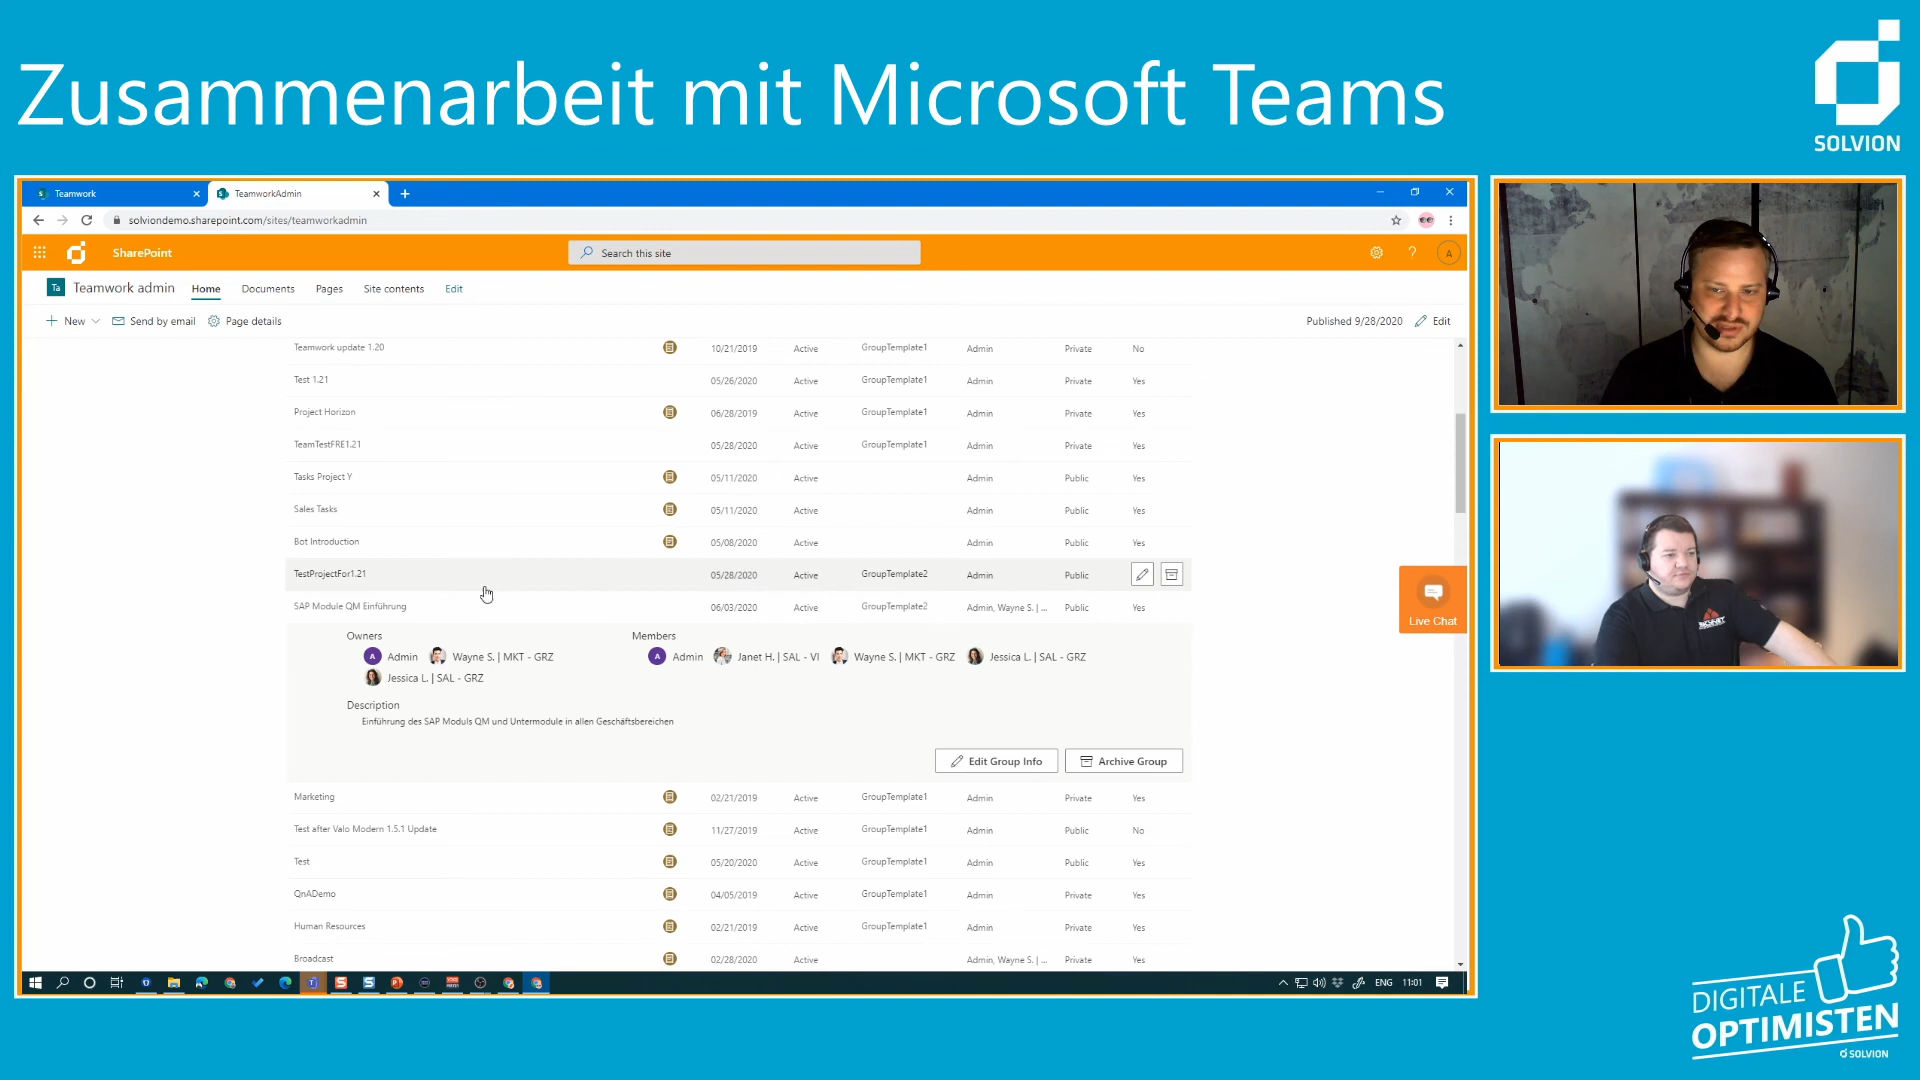 Zusammenarbeit mit Microsoft Teams
SOLVION
Teamwork
TeamworkAdmin
solviondemo.sharepoint.com/sites/teamworkadmin
SharePoint
Search this site
?
A
Ta
Teamwork admin
Home
Documents
Pages
Site contents
Edit
New
Send by email
Page details
Published 9/28/2020
Edit
Teamwork update 1.20 10/21/2019 Active GroupTemplate1 Admin Private No
Test 1.21 05/26/2020 Active GroupTemplate1 Admin Private Yes
Project Horizon 06/28/2019 Active GroupTemplate1 Admin Private Yes
TeamTestFRE1.21 05/28/2020 Active GroupTemplate1 Admin Private Yes
Tasks Project Y 05/11/2020 Active Admin Public Yes
Sales Tasks 05/11/2020 Active Admin Public Yes
Bot Introduction 05/08/2020 Active Admin Public Yes
TestProjectFor1.21 05/28/2020 Active GroupTemplate2 Admin Public
SAP Module QM Einführung 06/03/2020 Active GroupTemplate2 Admin, Wayne S. | ... Public Yes
Owners
A Admin Wayne S. | MKT - GRZ
Jessica L. | SAL - GRZ
Members
A Admin Janet H. | SAL - VI Wayne S. | MKT - GRZ Jessica L. | SAL - GRZ
Description
Einführung des SAP Moduls QM und Untermodule in allen Geschäftsbereichen
Edit Group Info
Archive Group
Marketing 02/21/2019 Active GroupTemplate1 Admin Private Yes
Test after Valo Modern 1.5.1 Update 11/27/2019 Active GroupTemplate1 Admin Public No
Test 05/20/2020 Active GroupTemplate1 Admin Public Yes
QnADemo 04/05/2019 Active GroupTemplate1 Admin Private Yes
Human Resources 02/21/2019 Active GroupTemplate1 Admin Private Yes
Broadcast 02/28/2020 Active Admin, Wayne S. | ... Private Yes
Live Chat
ENG
11:01
DIGITALE
OPTIMISTEN
SOLVION